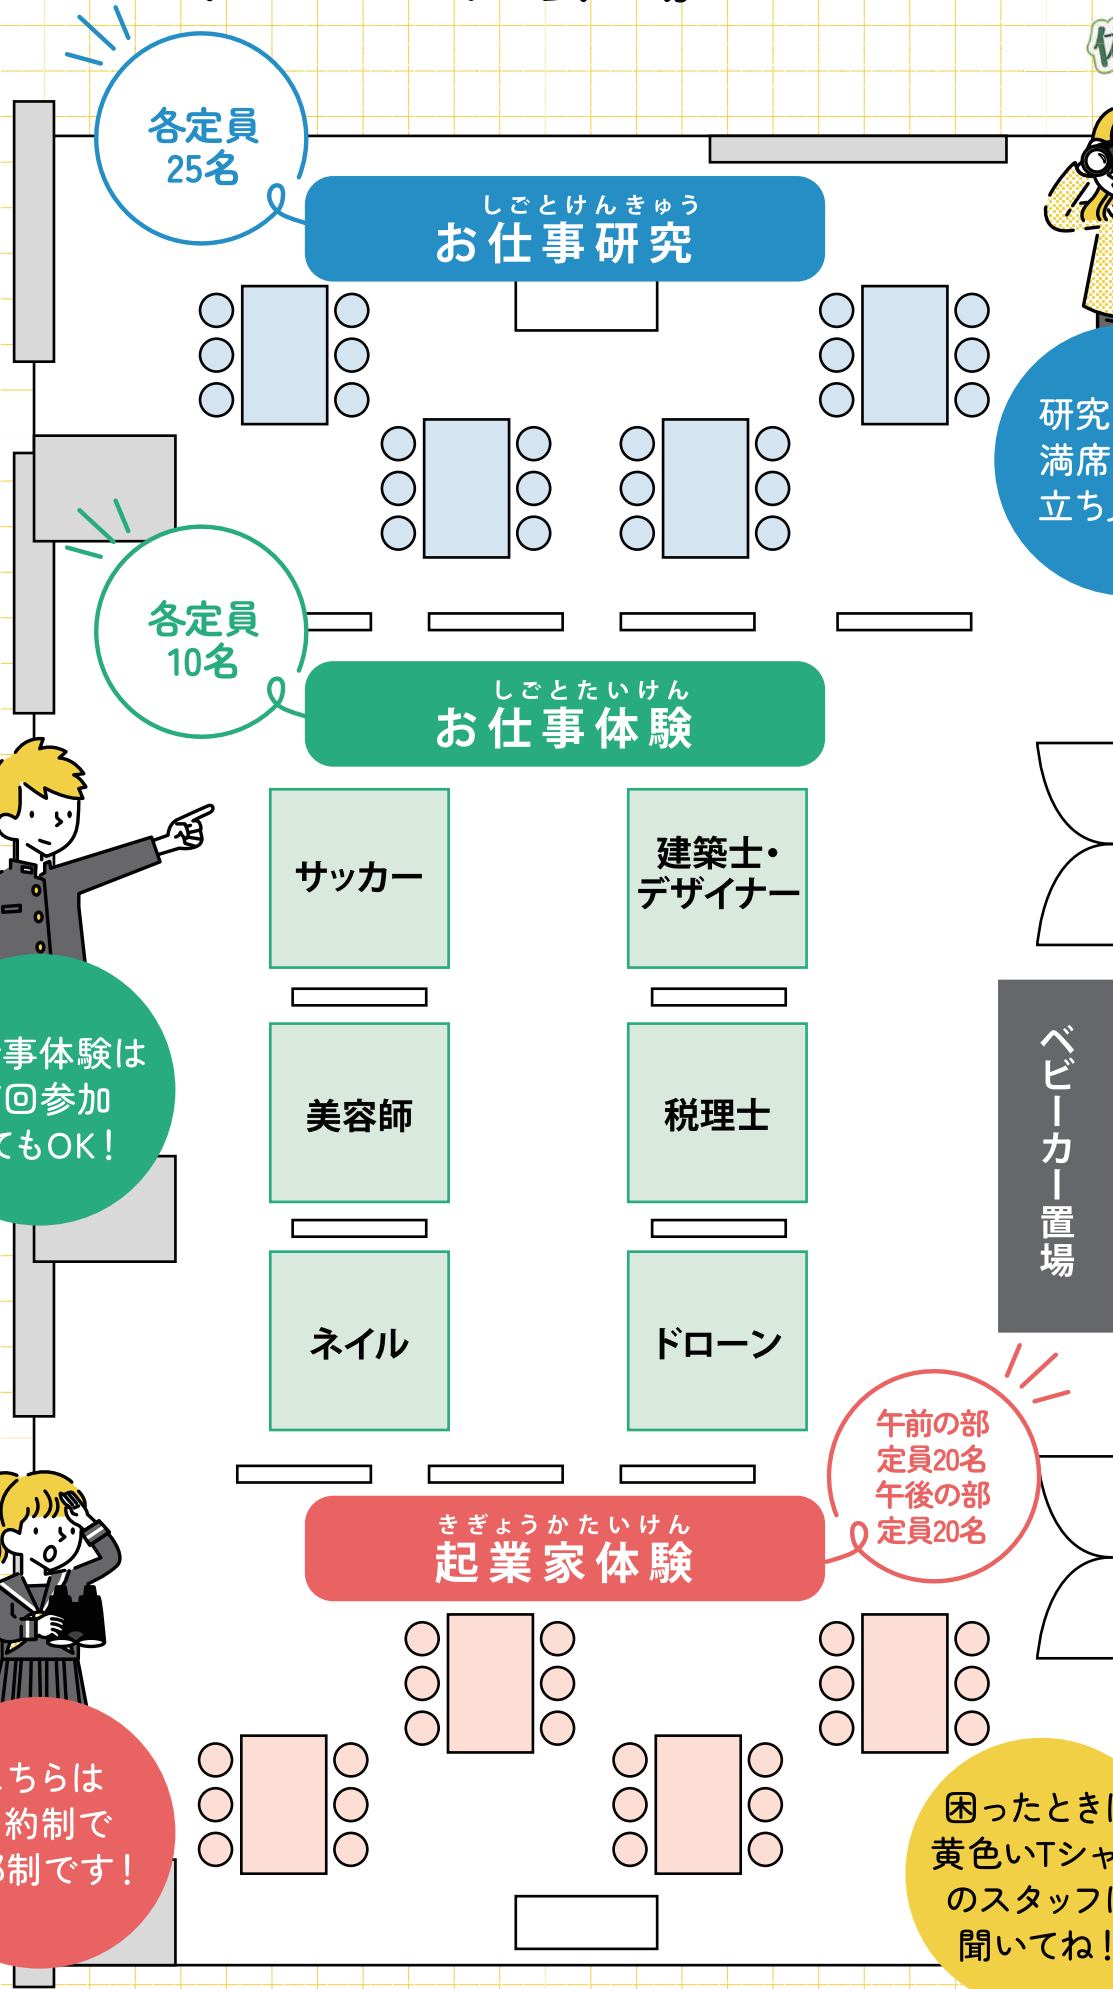 各定員
25名
しごとけんきゅう
お仕事研究
研究
満席
立ち
各定員
10名
しごとたいけん
お仕事体験
サッカー
建築士・
デザイナー
事体験は
回参加
てもOK！
美容師
税理士
ベビーカー置場
ネイル
ドローン
午前の部
定員20名
午後の部
定員20名
きぎょうかたいけん
起業家体験
ちらは
約制で
制です！
困ったときは
黄色いTシャ
のスタッフに
聞いてね！